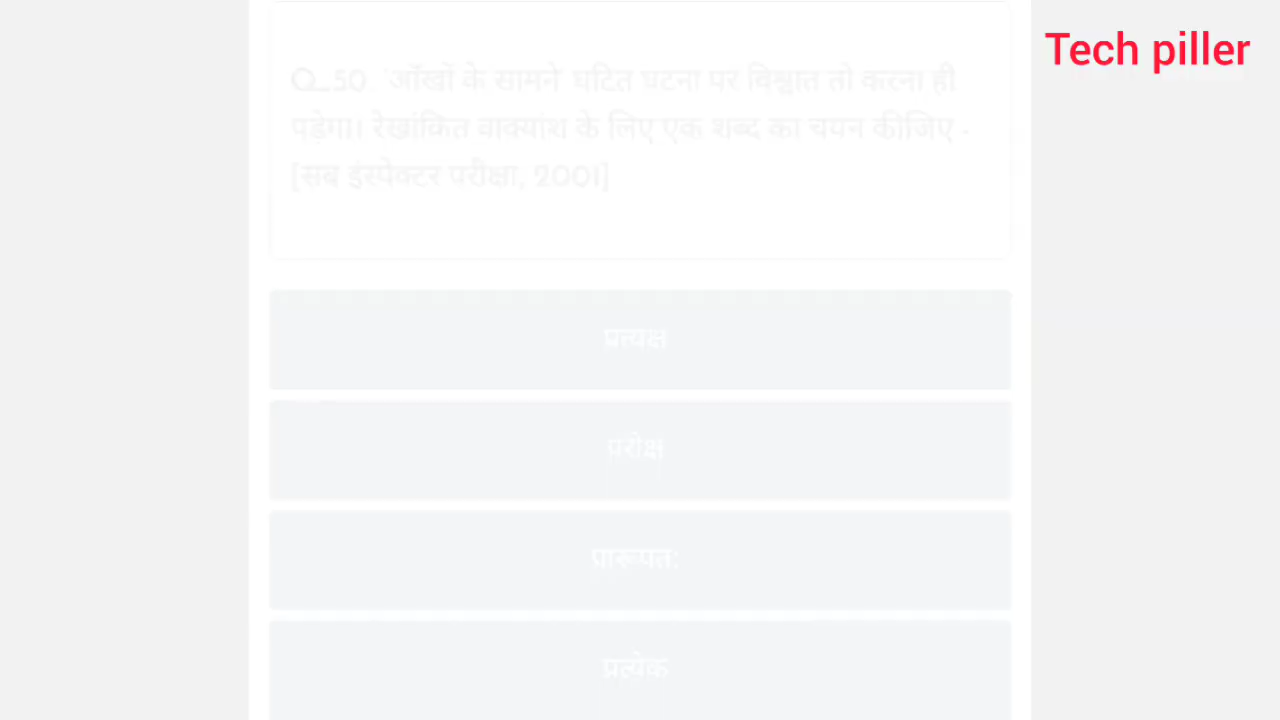 Tech piller
Q.50. 'आँखों के सामने' घटित घटना पर विश्वास तो करना ही
पड़ेगा। रेखांकित वाक्यांश के लिए एक शब्द का चयन कीजिए -
[सब इंस्पेक्टर परीक्षा, 2001]
प्रत्यक्ष
परोक्ष
प्रारूपत:
प्रत्येक